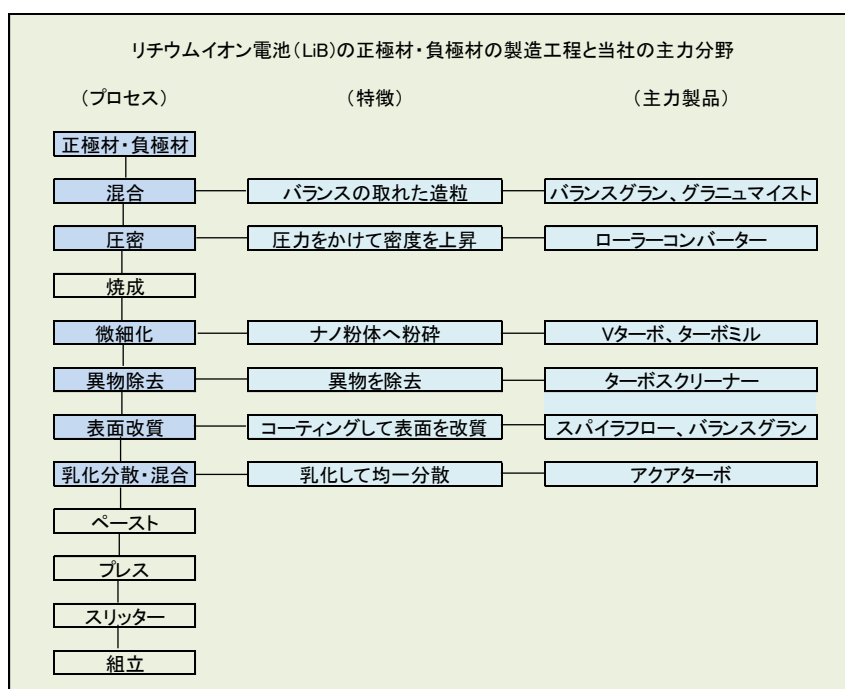 リチウムイオン電池(LiB)の正極材・負極材の製造工程と当社の主力分野
(プロセス) (特徴) (主力製品)
正極材・負極材
混合 バランスの取れた造粒 バランスグラン、グラニュマイスト
圧密 圧力をかけて密度を上昇 ローラーコンバーター
焼成
微細化 ナノ粉体へ粉砕 Vターボ、ターボミル
異物除去 異物を除去 ターボスクリーナー
表面改質 コーティングして表面を改質 スパイラフロー、バランスグラン
乳化分散・混合 乳化して均一分散 アクアターボ
ペースト
プレス
スリッター
組立